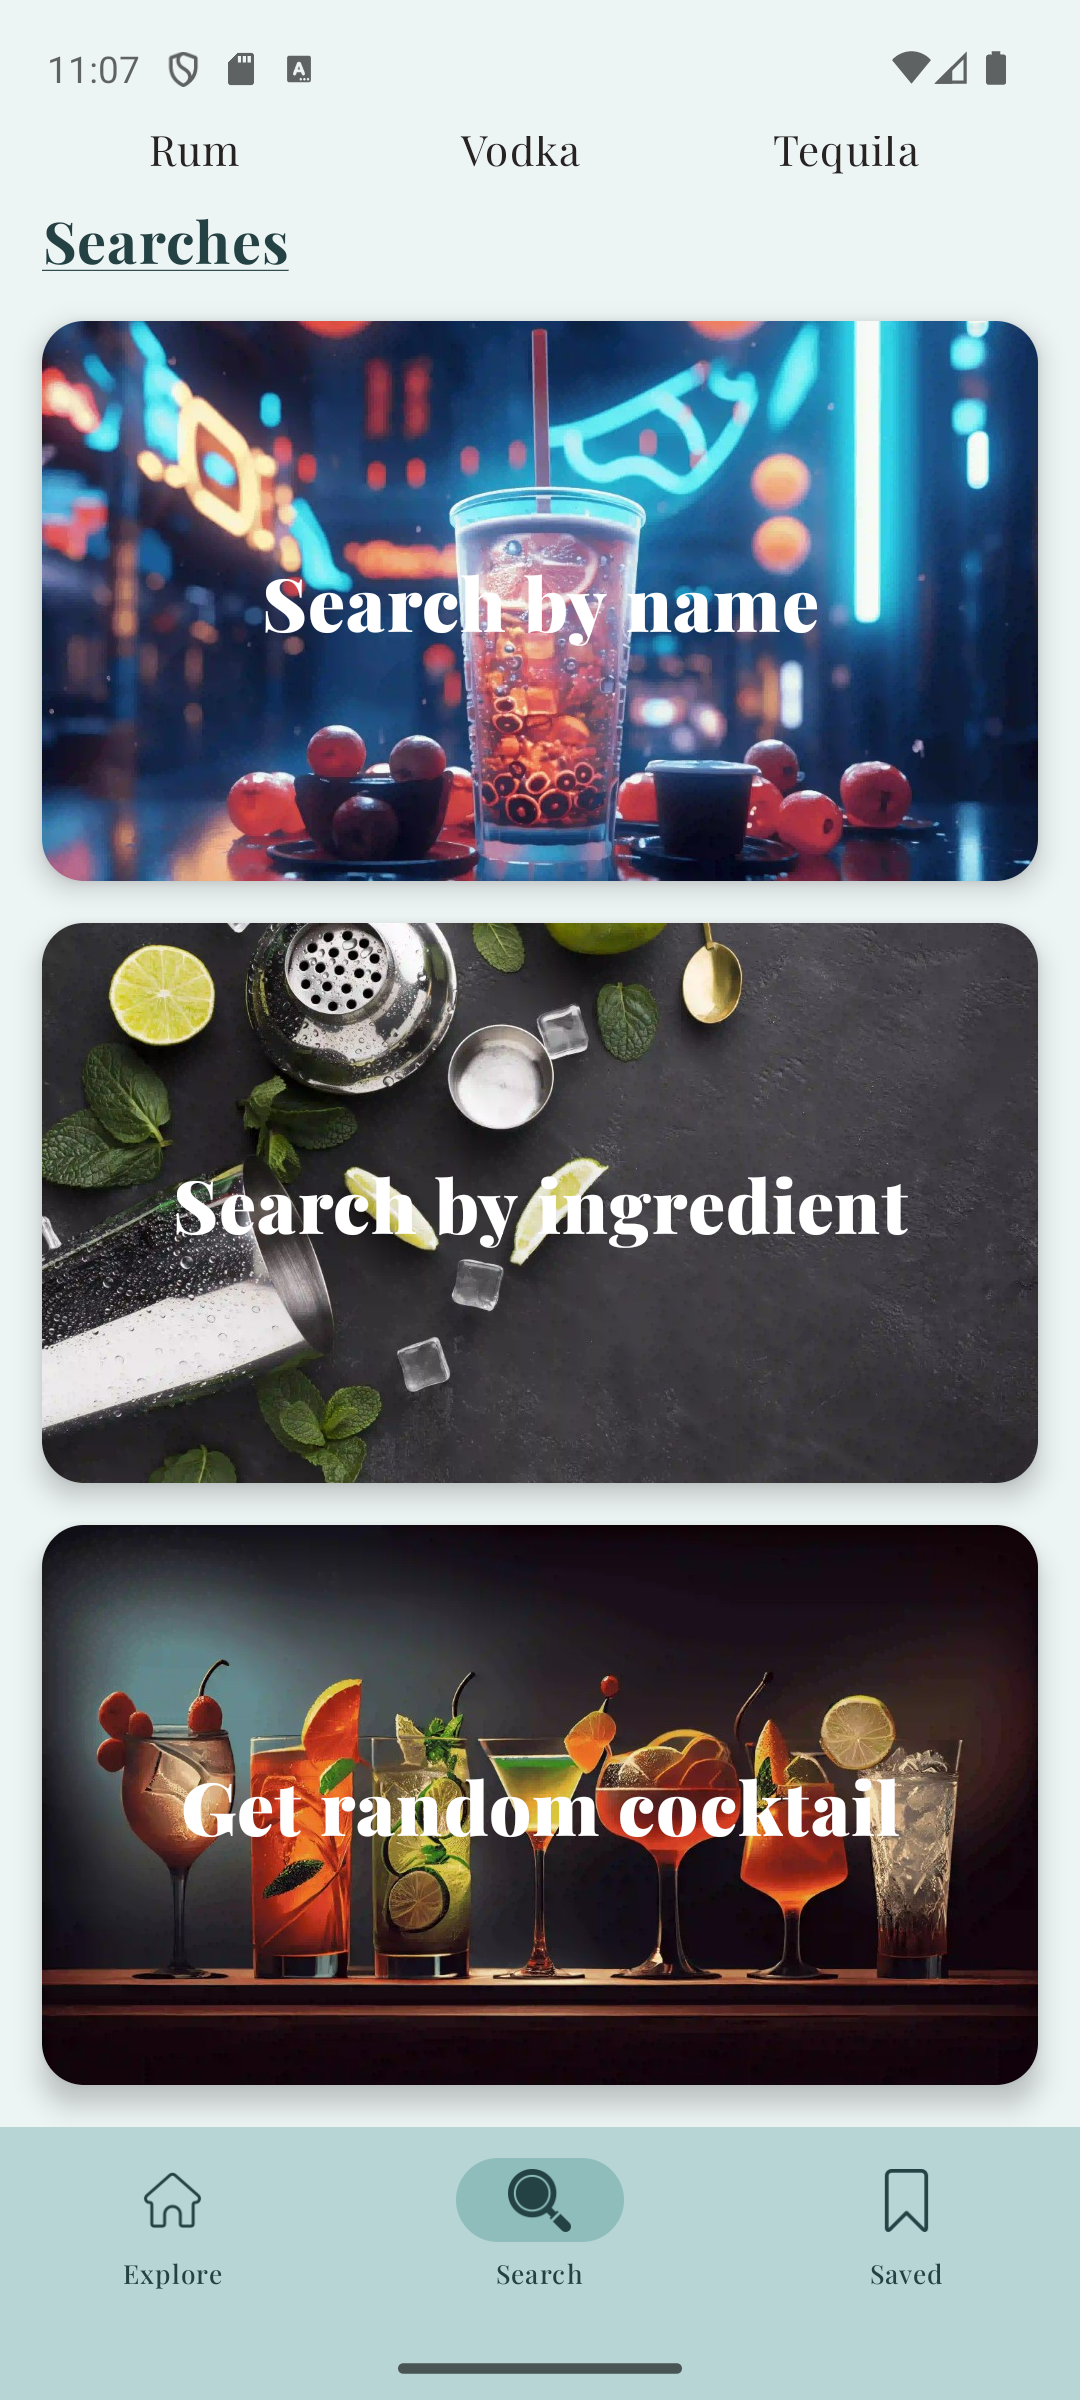 11:07
Rum Vodka Tequila
Searches
Search by name
Search by ingredient
Get random cocktail
Explore Search Saved